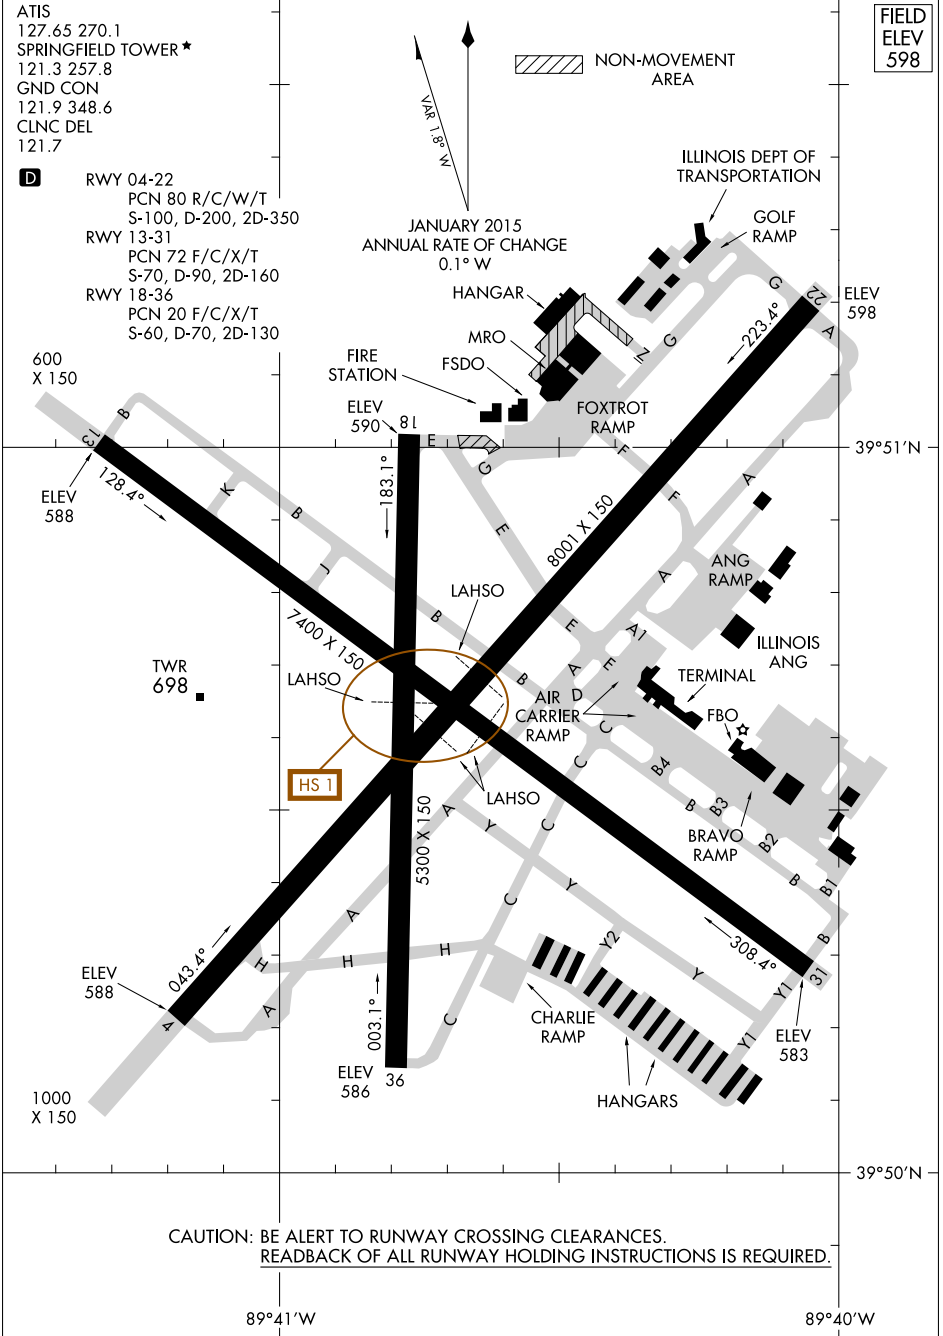 ATIS
127.65 270.1
SPRINGFIELD TOWER★
121.3 257.8
GND CON
121.9 348.6
CLNC DEL
121.7
D
RWY 04-22
PCN 80 R/C/W/T
S-100, D-200, 2D-350
RWY 13-31
PCN 72 F/C/X/T
S-70, D-90, 2D-160
RWY 18-36
PCN 20 F/C/X/T
S-60, D-70, 2D-130
FIELD
ELEV
598
NON-MOVEMENT
AREA
VAR 1.8° W
JANUARY 2015
ANNUAL RATE OF CHANGE
0.1° W
ILLINOIS DEPT OF
TRANSPORTATION
GOLF
RAMP
G
22
ELEV
598
A
223.4°
HANGAR
MRO
FSDO
FIRE
STATION
N
G
FOXTROT
RAMP
600
X 150
B
13
ELEV
588
128.4°
ELEV
590
18
E
183.1°
G
F
39°51'N
K
B
E
F
A
8001 X 150
J
ANG
RAMP
A
LAHSO
B
7400 X 150
E
A1
ILLINOIS
ANG
TWR
698
LAHSO
B
A
E
D
TERMINAL
AIR
CARRIER
RAMP
C
FBO
HS 1
C
B4
LAHSO
A
Y
C
B
B3
BRAVO
RAMP
B2
5300 X 150
Y
B
B1
C
A
043.4°
H
H
H
Y2
B
308.4°
31
ELEV
588
4
A
003.1°
C
Y
Y1
CHARLIE
RAMP
Y1
ELEV
583
ELEV
586
36
HANGARS
1000
X 150
39°50'N
CAUTION: BE ALERT TO RUNWAY CROSSING CLEARANCES.
READBACK OF ALL RUNWAY HOLDING INSTRUCTIONS IS REQUIRED.
89°41'W
89°40'W